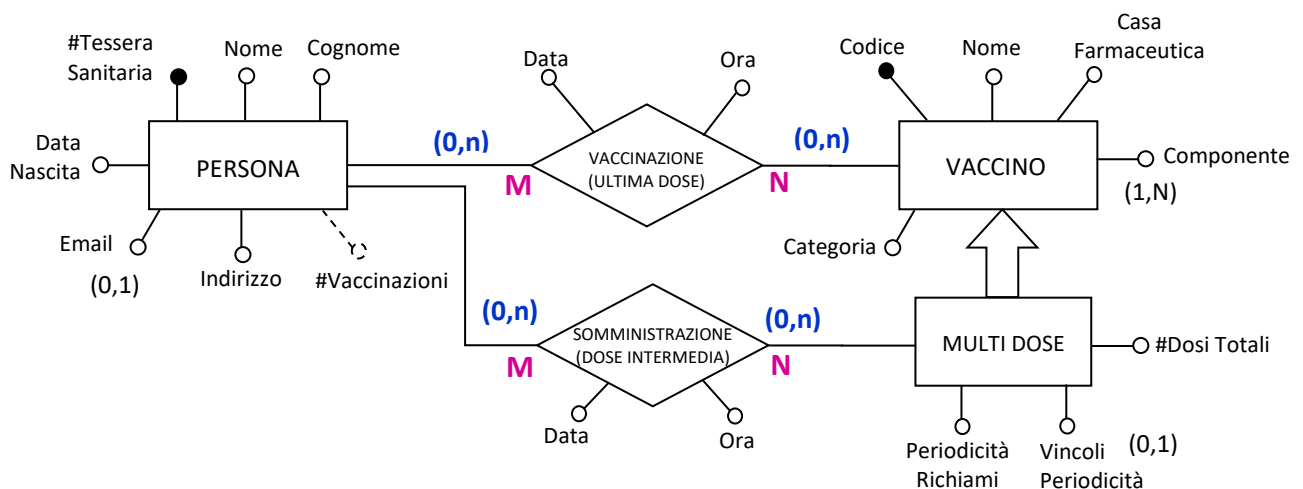 #Tessera
Sanitaria
Nome
Cognome
Data
Ora
Codice
Nome
Casa
Farmaceutica
Data
Nascita
PERSONA
(0,n)
M
VACCINAZIONE
(ULTIMA DOSE)
(0,n)
N
VACCINO
Componente
(1,N)
Email
(0,1)
Indirizzo
#Vaccinazioni
Categoria
(0,n)
M
SOMMINISTRAZIONE
(DOSE INTERMEDIA)
(0,n)
N
MULTI DOSE
#Dosi Totali
Data
Ora
Periodicità
Richiami
Vincoli
Periodicità
(0,1)